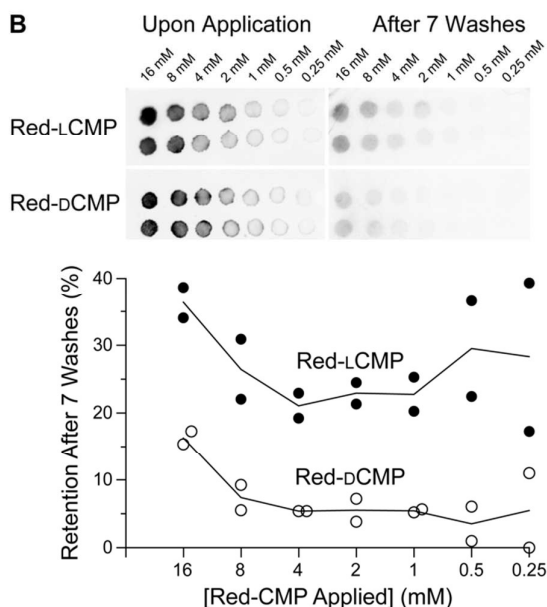 B
Upon Application After 7 Washes
16 mM 8 mM 4 mM 2 mM 1 mM 0.5 mM 0.25 mM 16 mM 8 mM 4 mM 2 mM 1 mM 0.5 mM 0.25 mM
Red-LCMP
Red-DCMP
Retention After 7 Washes (%)
40
30
20
10
0
Red-LCMP
Red-DCMP
16 8 4 2 1 0.5 0.25
[Red-CMP Applied] (mM)